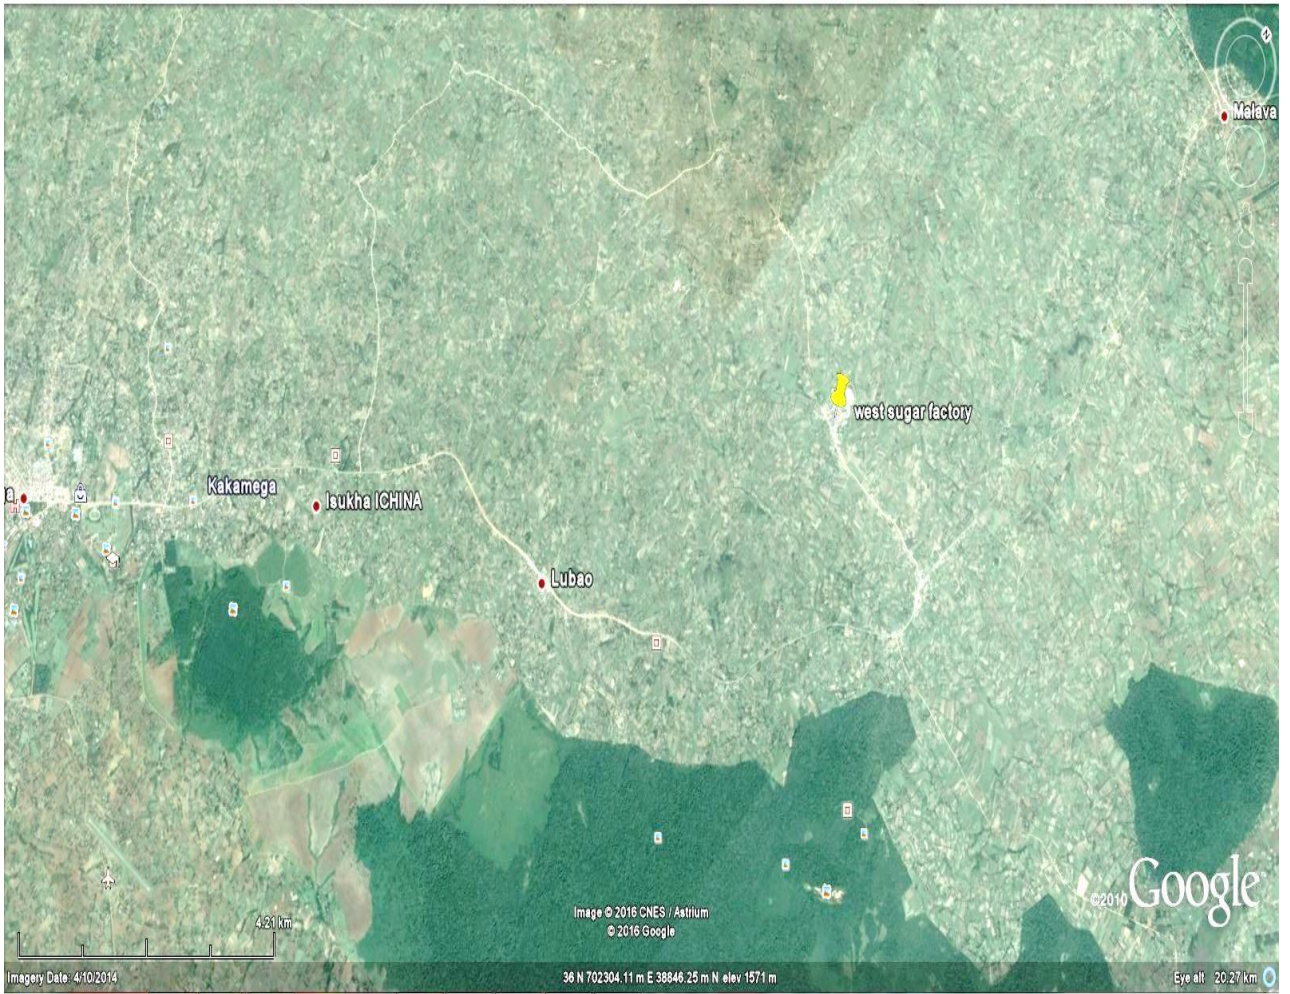 N
Malava
west sugar factory
a
Kakamega
Isukha ICHINA
Lubao
4.21 km
Image © 2016 CNES / Astrium
© 2016 Google
©2010 Google
Imagery Date: 4/10/2014
36 N 702304.11 m E 38846.25 m N elev 1571 m
Eye alt 20.27 km